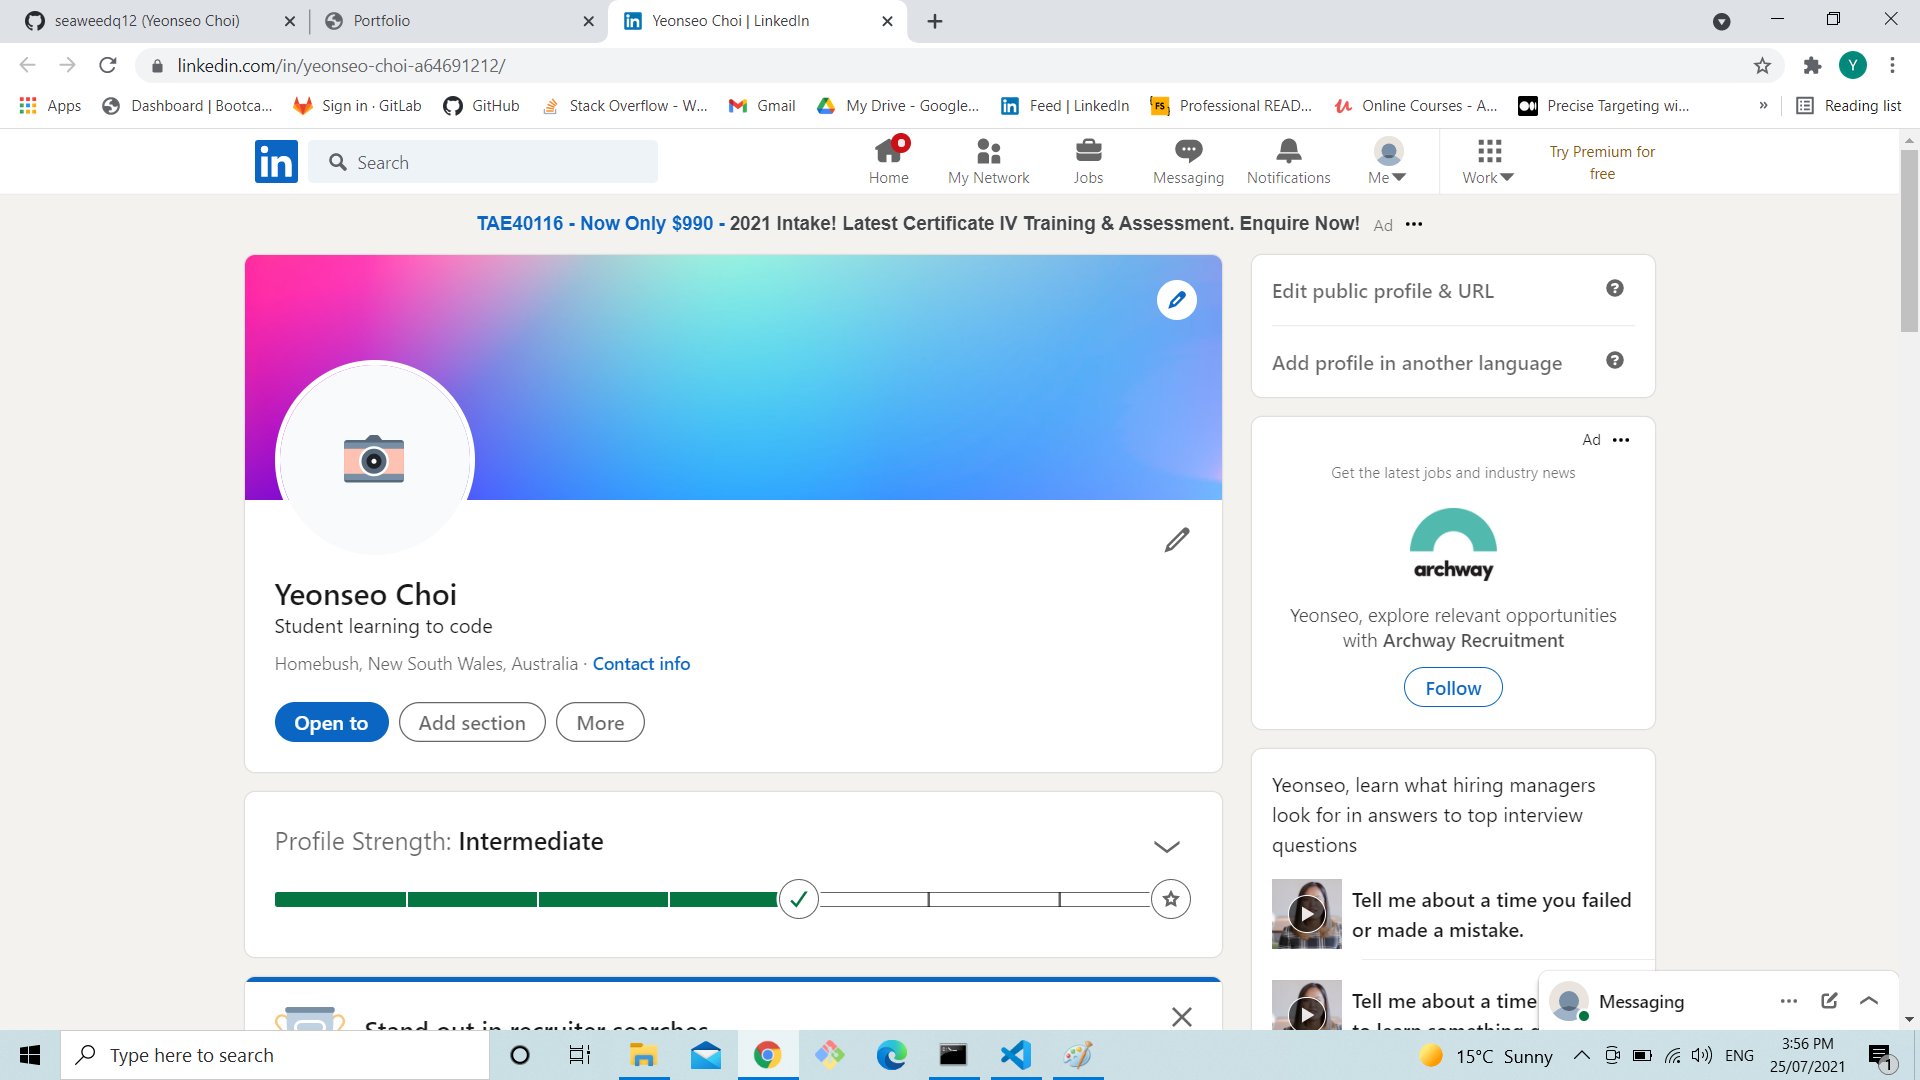 seaweedq12 (Yeonseo Choi)
Portfolio
Yeonseo Choi | LinkedIn
linkedin.com/in/yeonseo-choi-a64691212/
Y
Apps
Dashboard | Bootca...
Sign in · GitLab
GitHub
Stack Overflow - W...
Gmail
My Drive - Google...
Feed | LinkedIn
FS
Professional READ...
Online Courses - A...
Precise Targeting wi...
»
Reading list
in
Search
Home
My Network
Jobs
Messaging
Notifications
Me
Work
Try Premium for
free
TAE40116 - Now Only $990 - 2021 Intake! Latest Certificate IV Training & Assessment. Enquire Now!
Ad
Edit public profile & URL
Add profile in another language
Ad
Get the latest jobs and industry news
archway
Yeonseo, explore relevant opportunities
with Archway Recruitment
Follow
Yeonseo Choi
Student learning to code
Homebush, New South Wales, Australia · Contact info
Open to
Add section
More
Profile Strength: Intermediate
Yeonseo, learn what hiring managers
look for in answers to top interview
questions
Tell me about a time you failed
or made a mistake.
Tell me about a time
Messaging
Stand out in recruiter searches
Type here to search
15°C Sunny
ENG
3:56 PM
25/07/2021
1